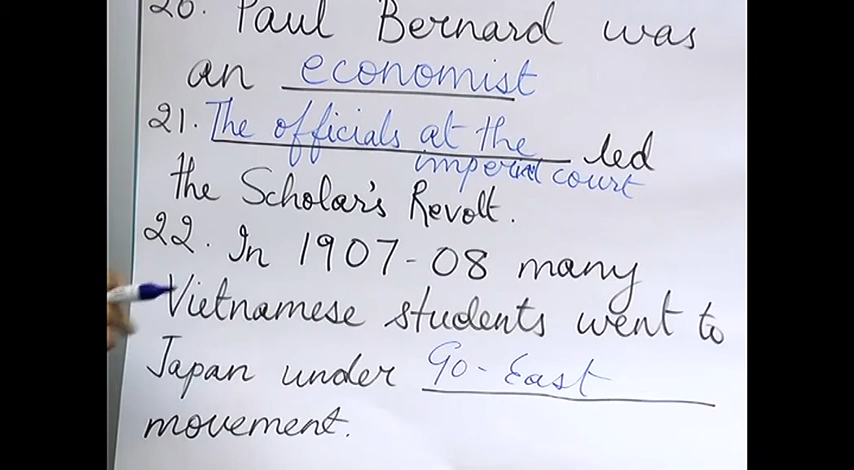 20. Paul Bernard was
an economist
21. The officials at the led
imperial court
the Scholar's Revolt.
22. In 1907-08 many
Vietnamese students went to
Japan under Go-East
movement.